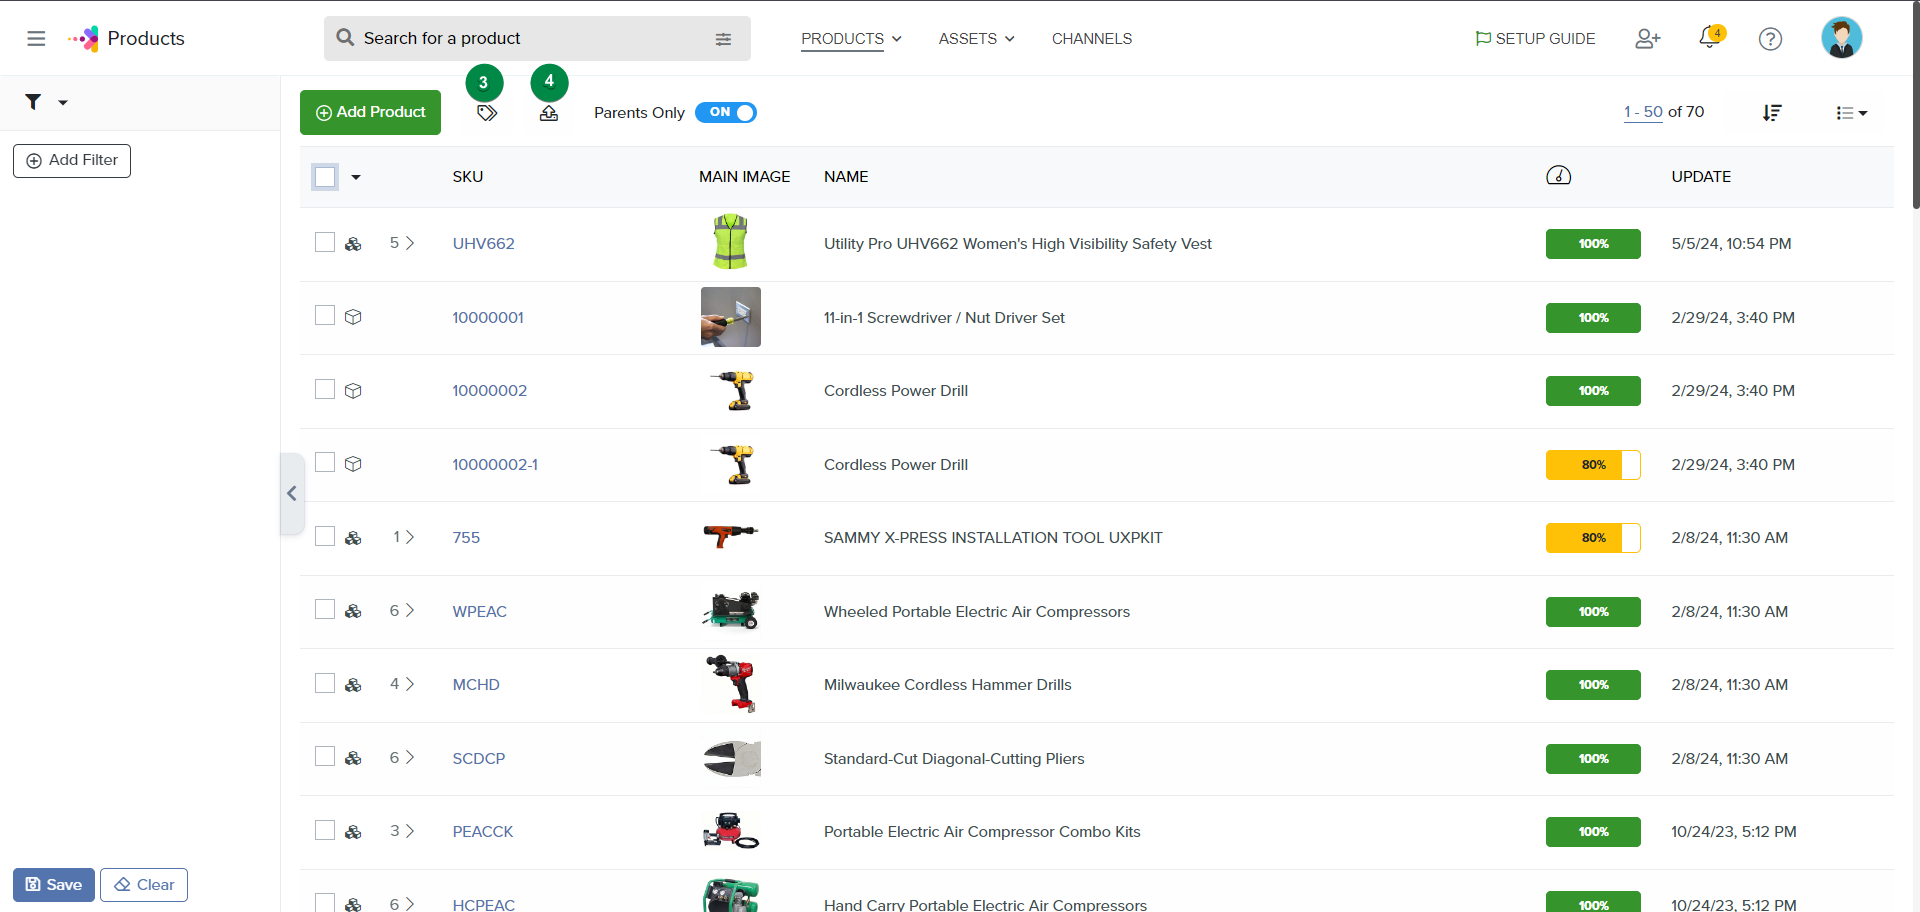 Products
Search for a product
PRODUCTS
ASSETS
CHANNELS
SETUP GUIDE
4
?
3
4
Add Product
Parents Only
ON
1 - 50 of 70
Add Filter
SKU
MAIN IMAGE
NAME
UPDATE
5
UHV662
Utility Pro UHV662 Women's High Visibility Safety Vest
100%
5/5/24, 10:54 PM
10000001
11-in-1 Screwdriver / Nut Driver Set
100%
2/29/24, 3:40 PM
10000002
Cordless Power Drill
100%
2/29/24, 3:40 PM
10000002-1
Cordless Power Drill
80%
2/29/24, 3:40 PM
1
755
SAMMY X-PRESS INSTALLATION TOOL UXPKIT
80%
2/8/24, 11:30 AM
6
WPEAC
Wheeled Portable Electric Air Compressors
100%
2/8/24, 11:30 AM
4
MCHD
Milwaukee Cordless Hammer Drills
100%
2/8/24, 11:30 AM
6
SCDCP
Standard-Cut Diagonal-Cutting Pliers
100%
2/8/24, 11:30 AM
3
PEACCK
Portable Electric Air Compressor Combo Kits
100%
10/24/23, 5:12 PM
6
HCPEAC
Hand Carry Portable Electric Air Compressors
100%
10/24/23, 5:12 PM
Save
Clear